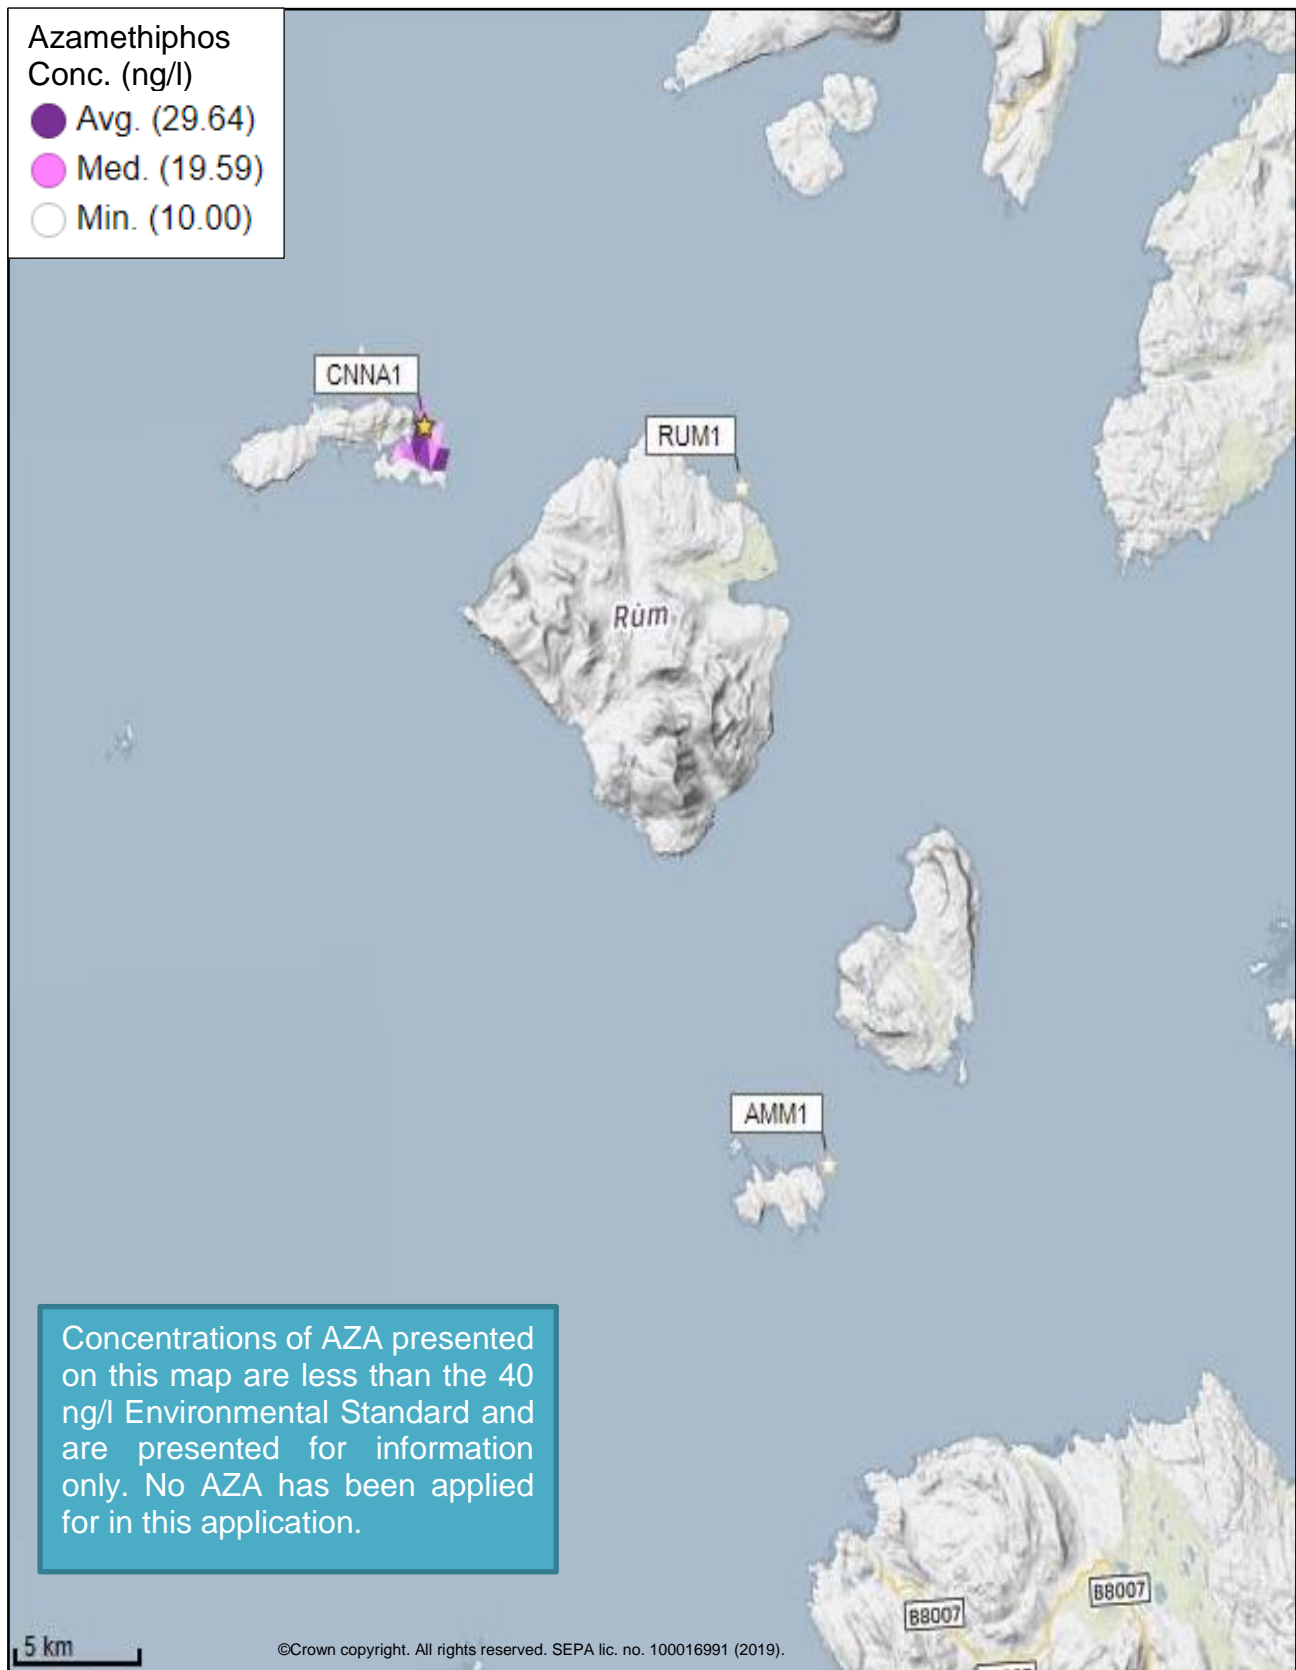 Azamethiphos
Conc. (ng/l)
Avg. (29.64)
Med. (19.59)
Min. (10.00)
CNNA1
RUM1
Rùm
AMM1
Concentrations of AZA presented
on this map are less than the 40
ng/l Environmental Standard and
are presented for information
only. No AZA has been applied
for in this application.
B8007
B8007
5 km
©Crown copyright. All rights reserved. SEPA lic. no. 100016991 (2019).